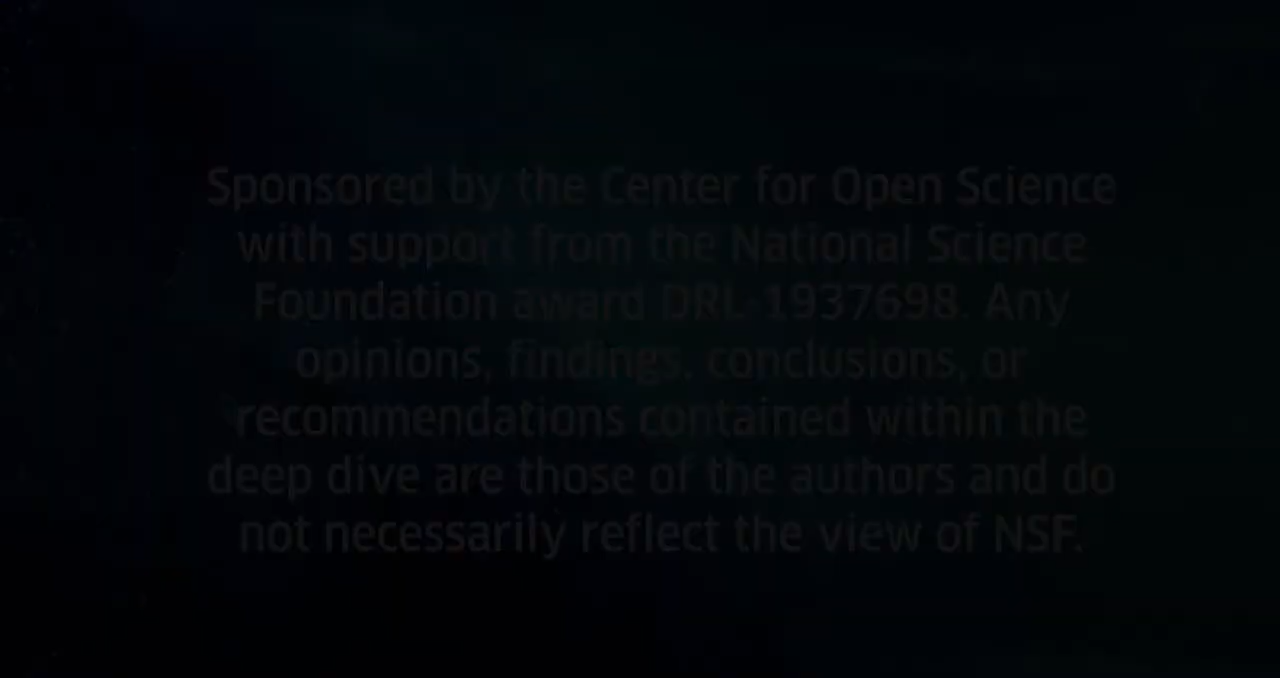 Sponsored by the Center for Open Science
with support from the National Science
Foundation award DRL-1937698. Any
opinions, findings, conclusions, or
recommendations contained within the
deep dive are those of the authors and do
not necessarily reflect the view of NSF.